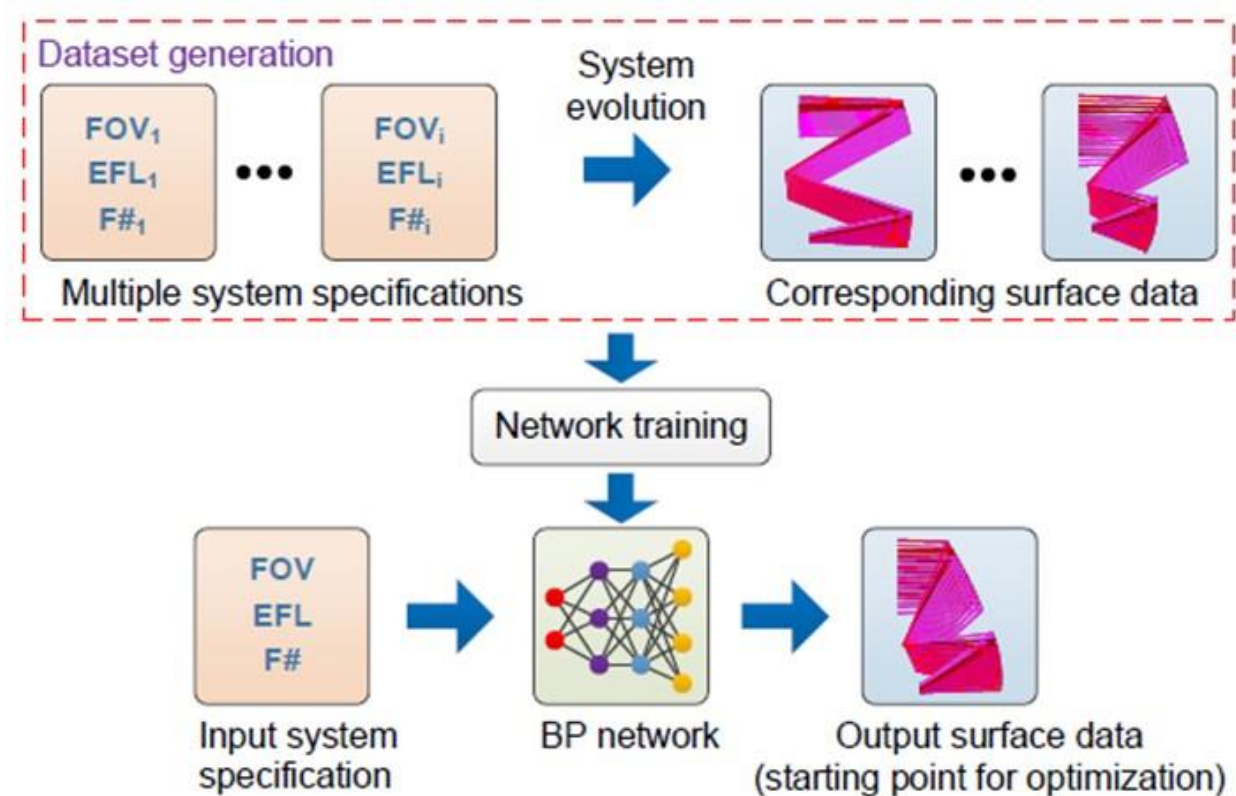 Dataset generation
FOV₁
EFL₁
F#₁
FOVᵢ
EFLᵢ
F#ᵢ
System
evolution
Multiple system specifications
Corresponding surface data
Network training
FOV
EFL
F#
Input system
specification
BP network
Output surface data
(starting point for optimization)